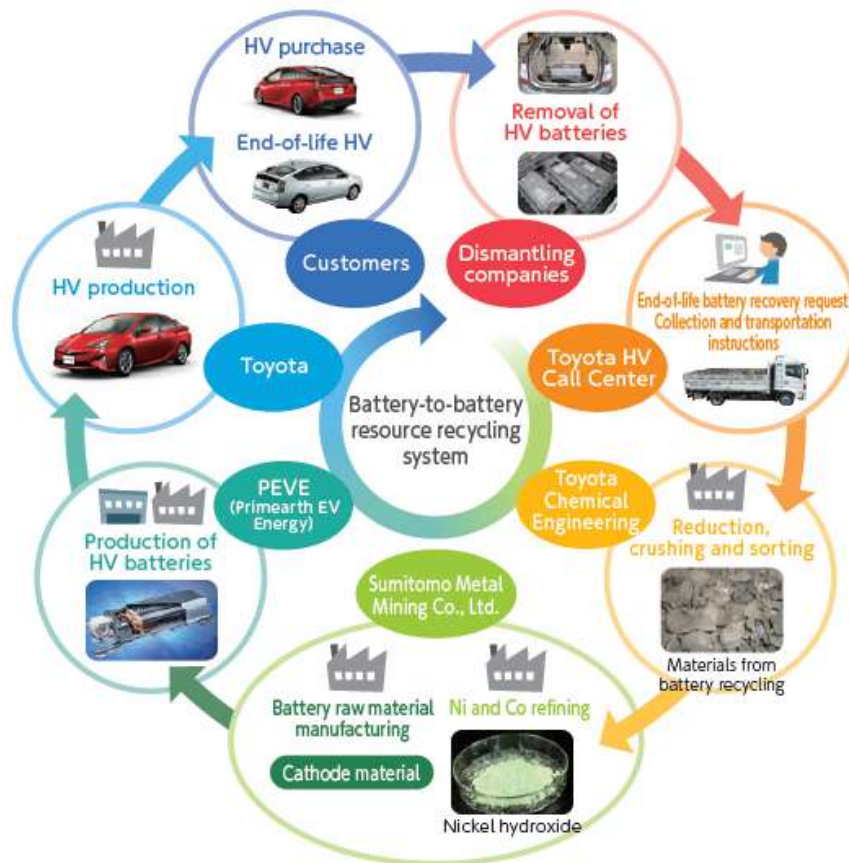 HV purchase
End-of-life HV
Customers
Removal of
HV batteries
Dismantling
companies
HV production
Toyota
End-of-life battery recovery request
Collection and transportation
instructions
Toyota HV
Call Center
Battery-to-battery
resource recycling
system
PEVE
(Primearth EV
Energy)
Production of
HV batteries
Toyota
Chemical
Engineering
Reduction,
crushing and sorting
Materials from
battery recycling
Sumitomo Metal
Mining Co., Ltd.
Battery raw material
manufacturing
Cathode material
Ni and Co refining
Nickel hydroxide